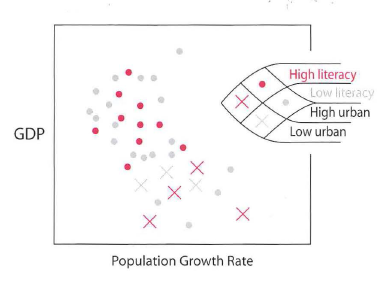 High literacy
Low literacy
High urban
Low urban
GDP
Population Growth Rate